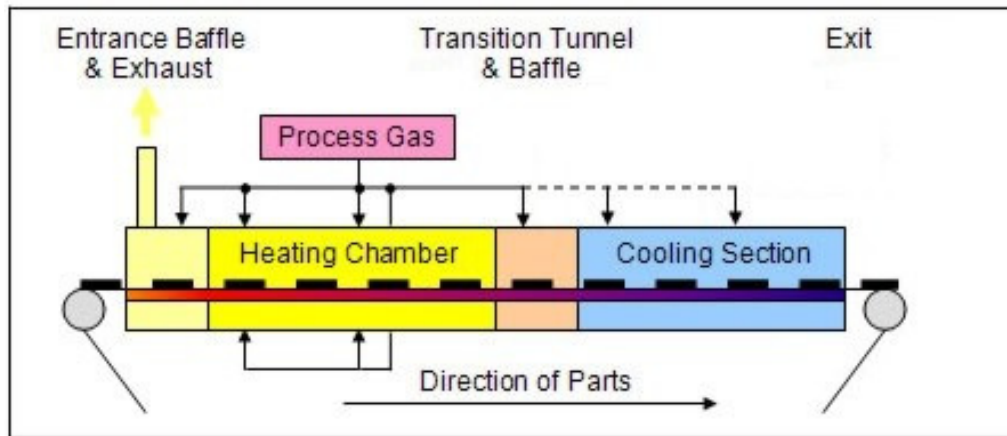 Entrance Baffle
& Exhaust
Transition Tunnel
& Baffle
Exit
Process Gas
Heating Chamber
Cooling Section
Direction of Parts